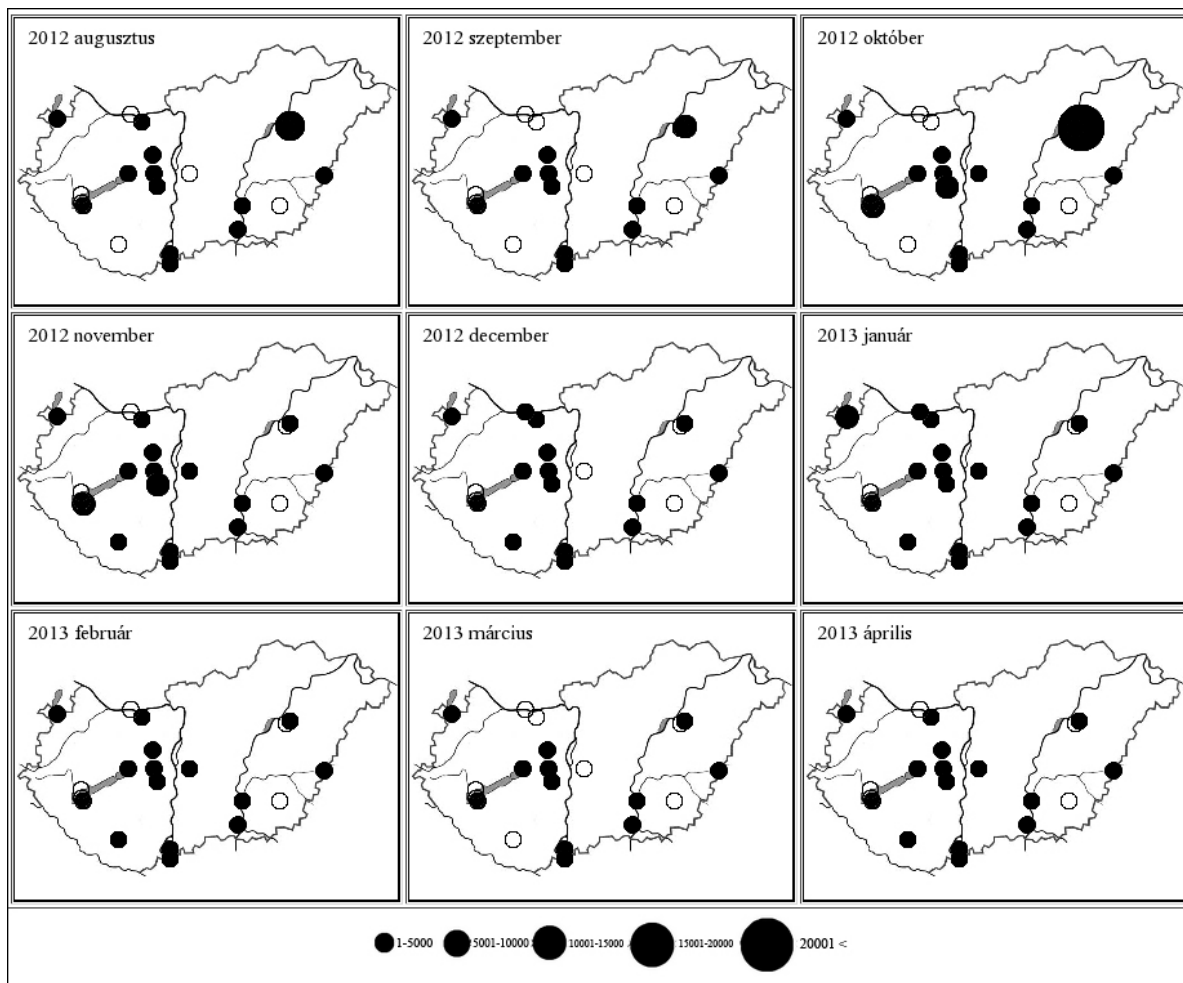 2012 augusztus
2012 szeptember
2012 október
2012 november
2012 december
2013 január
2013 február
2013 március
2013 április
1-5000 5001-10000 10001-15000 15001-20000 20001 <